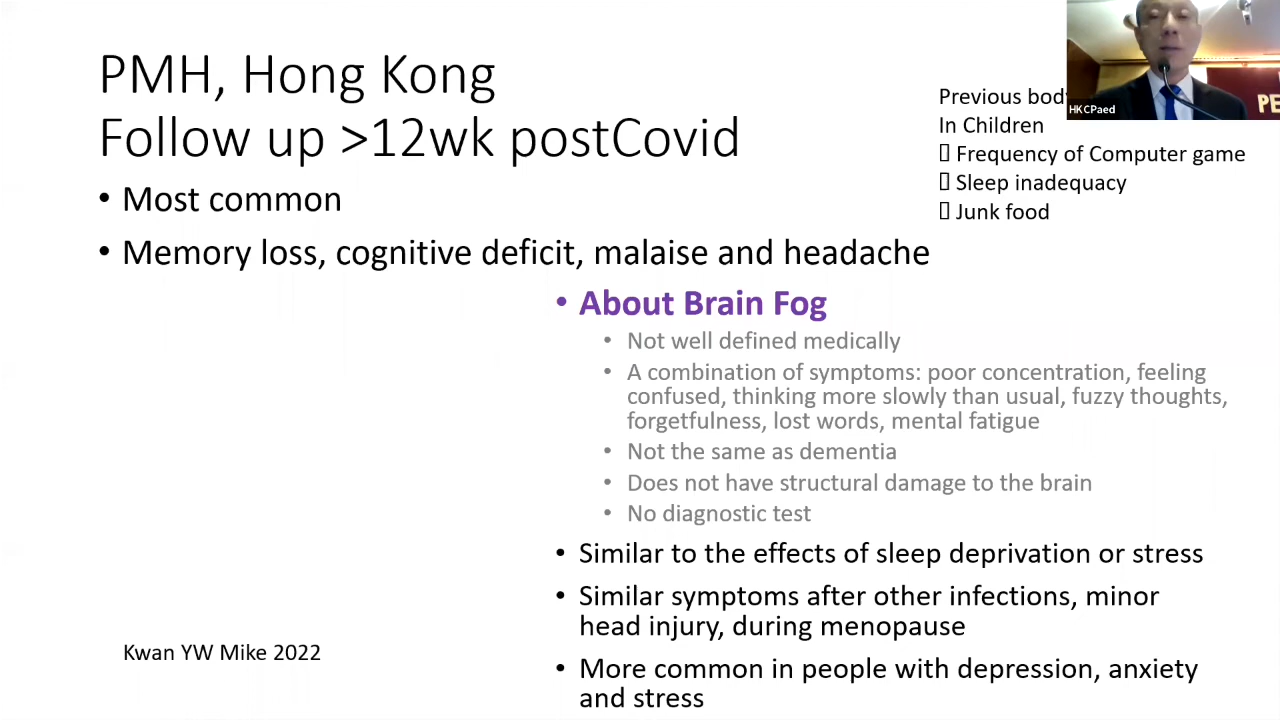 PMH, Hong Kong
Follow up >12wk postCovid
• Most common
• Memory loss, cognitive deficit, malaise and headache
Previous
In Children
Frequency of Computer game
Sleep inadequacy
Junk food
HKCPaed
• About Brain Fog
• Not well defined medically
• A combination of symptoms: poor concentration, feeling
confused, thinking more slowly than usual, fuzzy thoughts,
forgetfulness, lost words, mental fatigue
• Not the same as dementia
• Does not have structural damage to the brain
• No diagnostic test
• Similar to the effects of sleep deprivation or stress
• Similar symptoms after other infections, minor
head injury, during menopause
• More common in people with depression, anxiety
and stress
Kwan YW Mike 2022